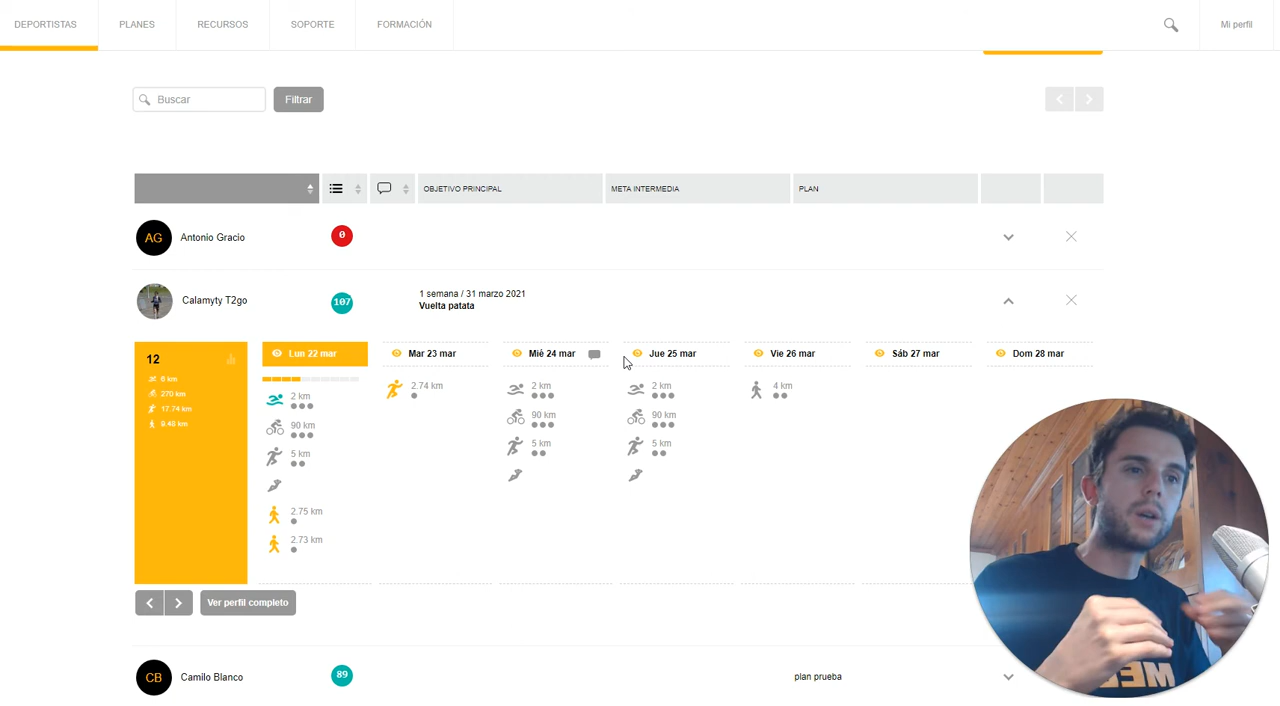 DEPORTISTAS PLANES RECURSOS SOPORTE FORMACIÓN Mi perfil
Buscar Filtrar
OBJETIVO PRINCIPAL META INTERMEDIA PLAN
AG Antonio Gracio 0
Calamyty T2go 107 1 semana / 31 marzo 2021
Vuelta patata
12 Lun 22 mar Mar 23 mar Mié 24 mar Jue 25 mar Vie 26 mar Sáb 27 mar Dom 28 mar
6 km
270 km
17.74 km
9.48 km
2 km
90 km
5 km
2.75 km
2.73 km
2.74 km
2 km
90 km
5 km
2 km
90 km
5 km
4 km
Ver perfil completo
CB Camilo Blanco 89 plan prueba